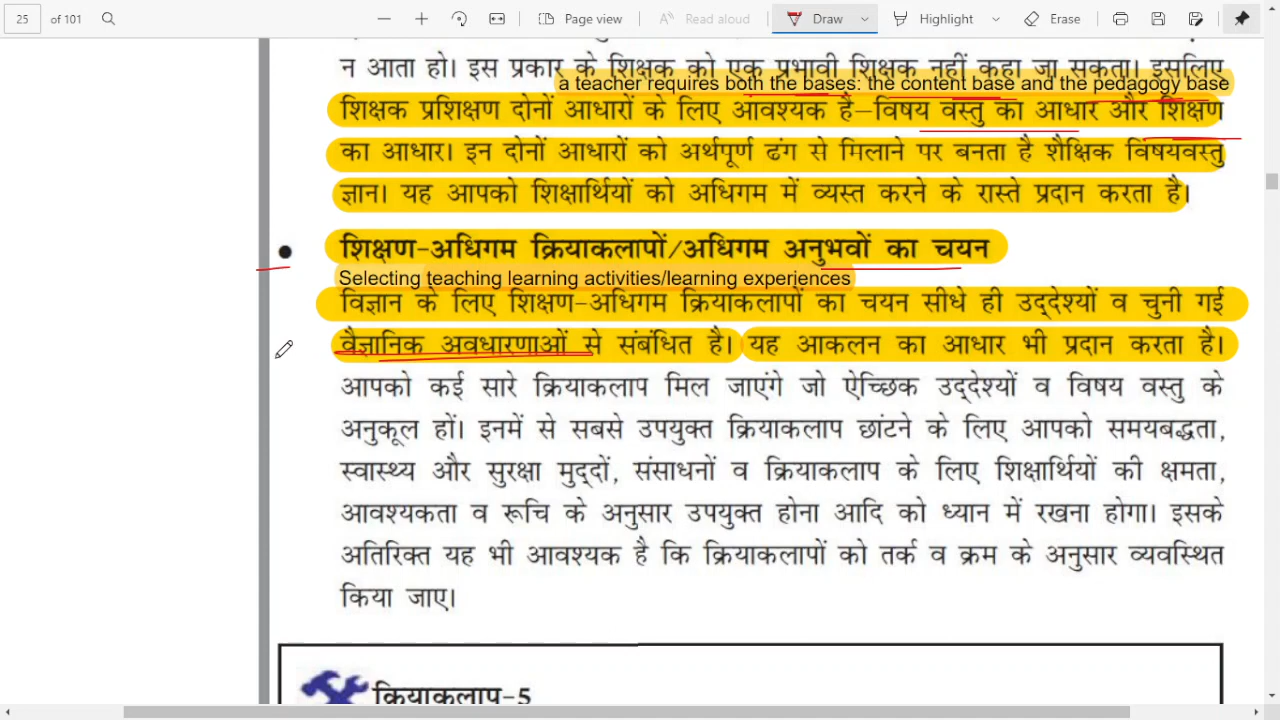 25 of 101 Page view Read aloud Draw Highlight Erase
न आता हो। इस प्रकार के शिक्षक को एक प्रभावी शिक्षक नहीं कहा जा सकता। इसलिए
a teacher requires both the bases: the content base and the pedagogy base
शिक्षक प्रशिक्षण दोनों आधारों के लिए आवश्यक है–विषय वस्तु का आधार और शिक्षण
का आधार। इन दोनों आधारों को अर्थपूर्ण ढंग से मिलाने पर बनता है शैक्षिक विषयवस्तु
ज्ञान। यह आपको शिक्षार्थियों को अधिगम में व्यस्त करने के रास्ते प्रदान करता है।
● शिक्षण-अधिगम क्रियाकलापों/अधिगम अनुभवों का चयन
Selecting teaching learning activities/learning experiences
विज्ञान के लिए शिक्षण-अधिगम क्रियाकलापों का चयन सीधे ही उद्देश्यों व चुनी गई
वैज्ञानिक अवधारणाओं से संबंधित है। यह आकलन का आधार भी प्रदान करता है।
आपको कई सारे क्रियाकलाप मिल जाएंगे जो ऐच्छिक उद्देश्यों व विषय वस्तु के
अनुकूल हों। इनमें से सबसे उपयुक्त क्रियाकलाप छांटने के लिए आपको समयबद्धता,
स्वास्थ्य और सुरक्षा मुद्दों, संसाधनों व क्रियाकलाप के लिए शिक्षार्थियों की क्षमता,
आवश्यकता व रूचि के अनुसार उपयुक्त होना आदि को ध्यान में रखना होगा। इसके
अतिरिक्त यह भी आवश्यक है कि क्रियाकलापों को तर्क व क्रम के अनुसार व्यवस्थित
किया जाए।
क्रियाकलाप-5